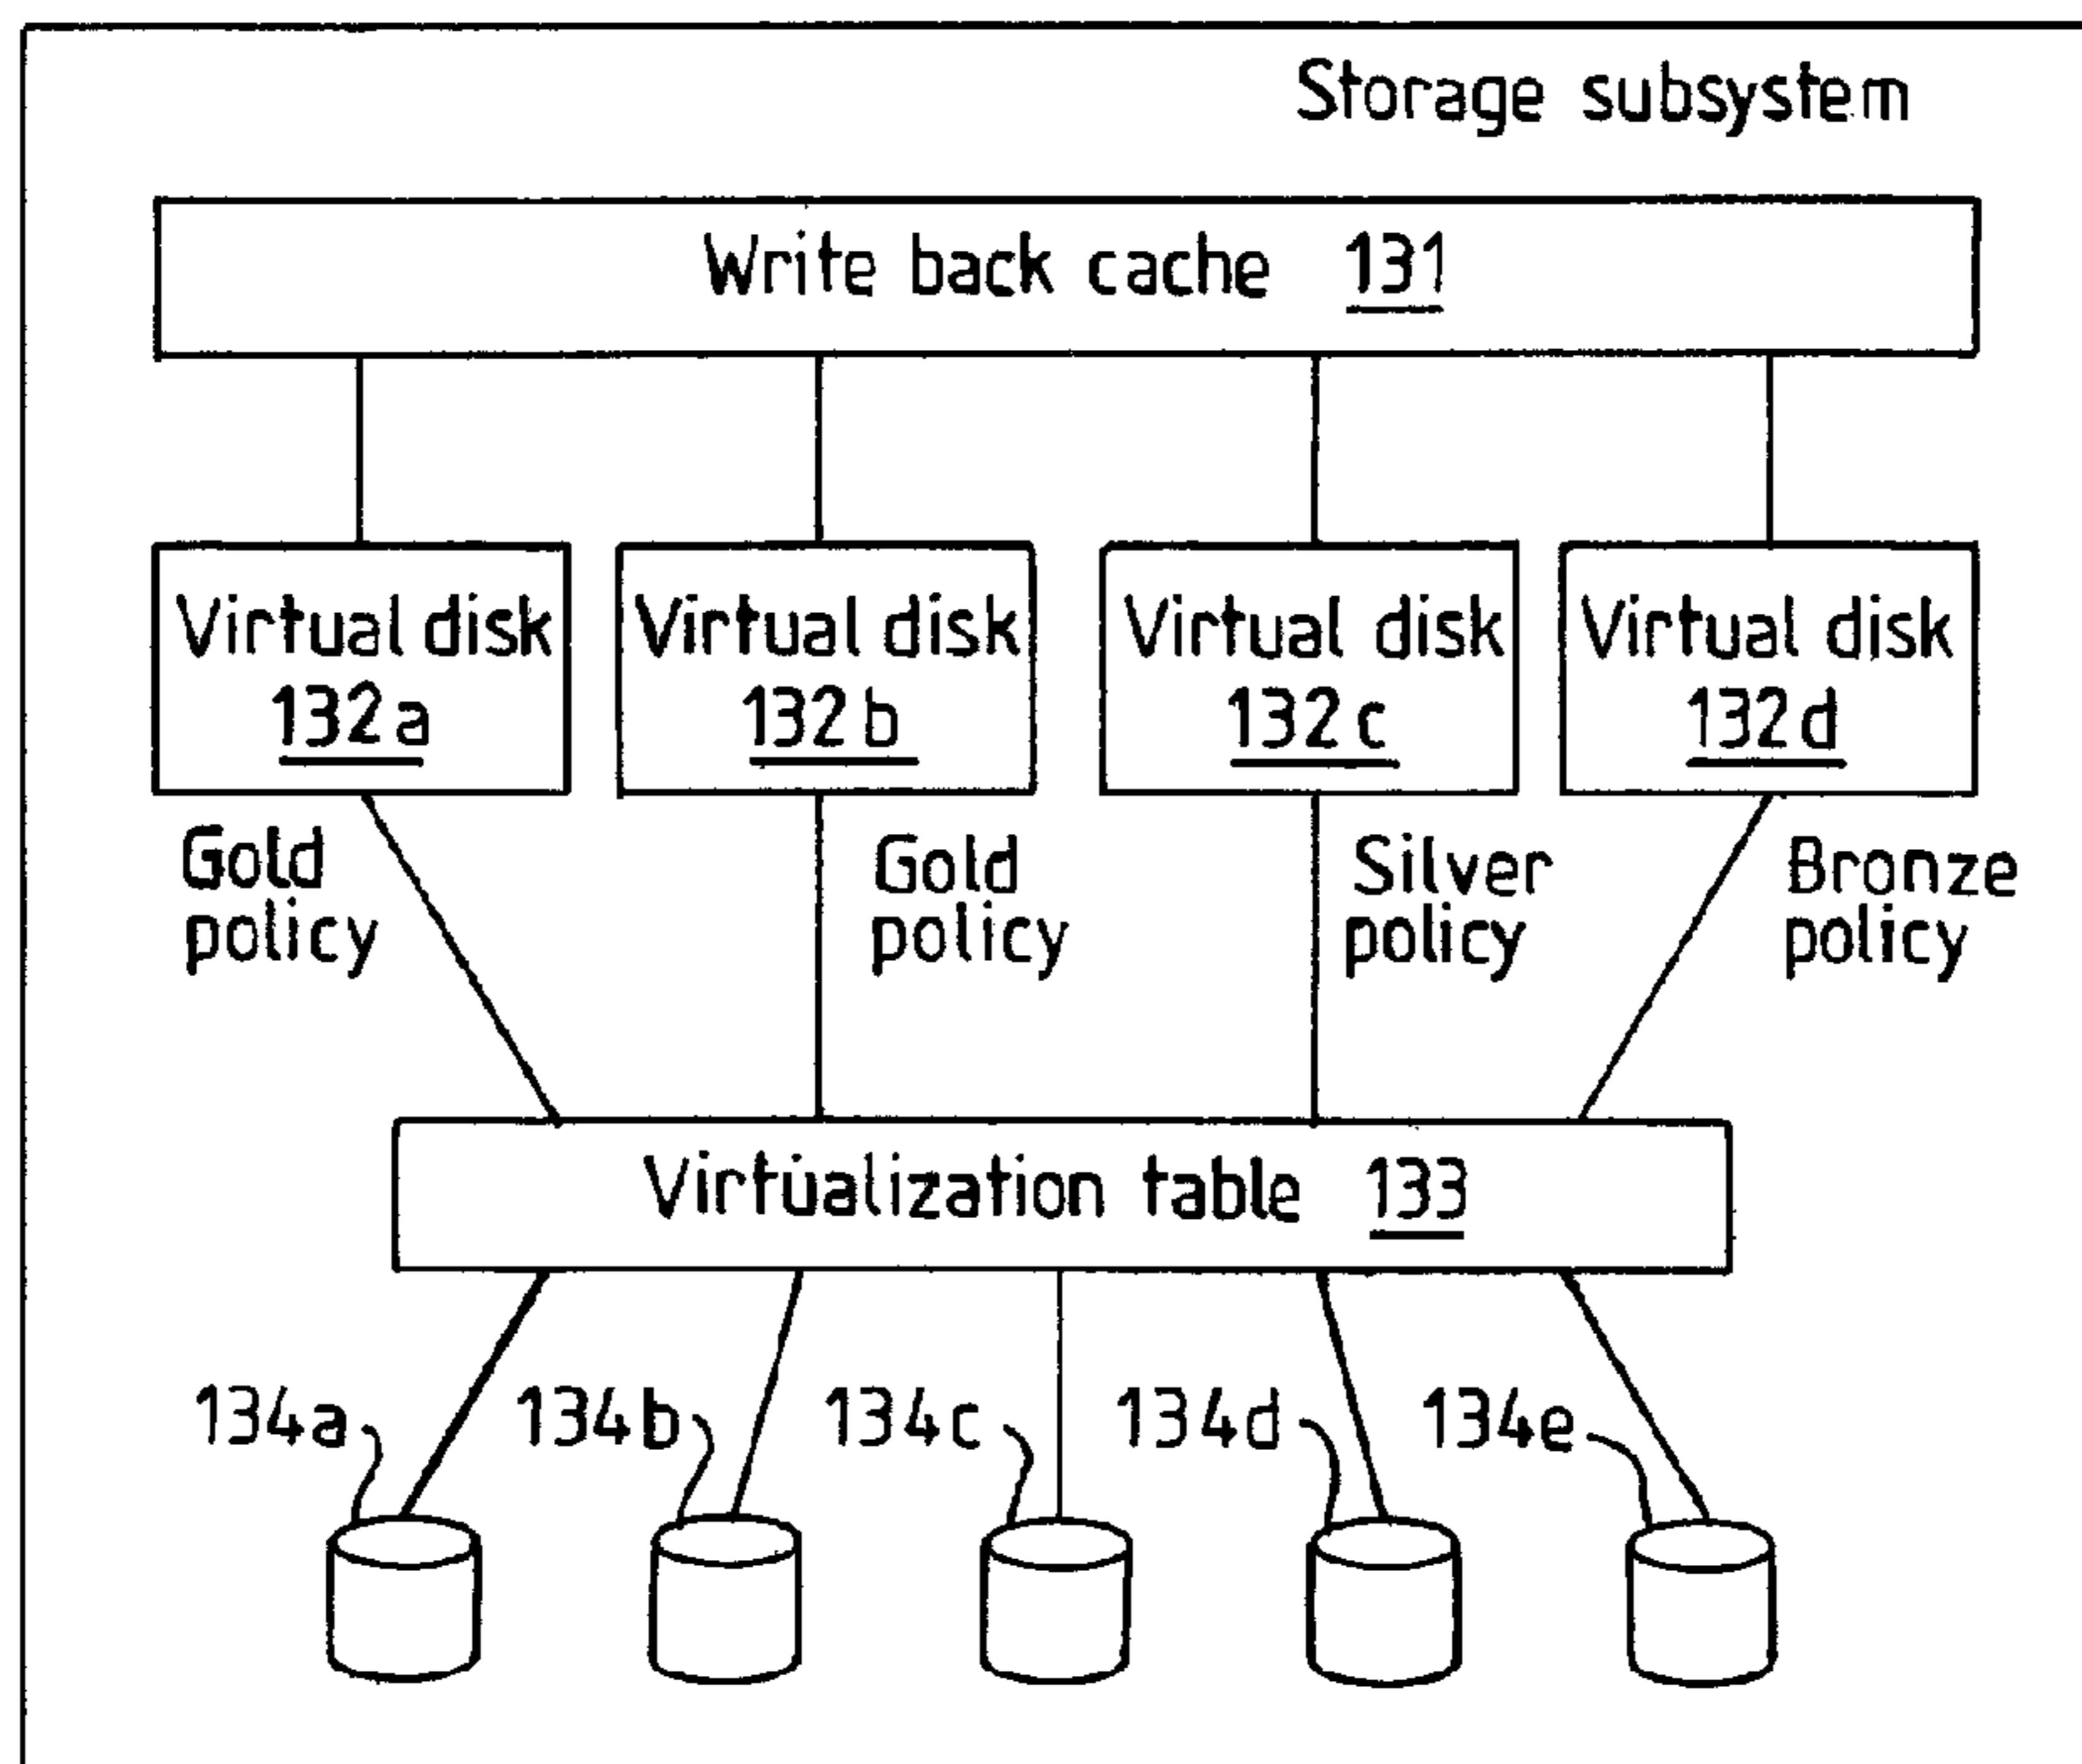 Storage subsystem
Write back cache 131
Virtual disk
132a
Virtual disk
132b
Virtual disk
132c
Virtual disk
132d
Gold
policy
Gold
policy
Silver
policy
Bronze
policy
Virtualization table 133
134a
134b
134c
134d
134e